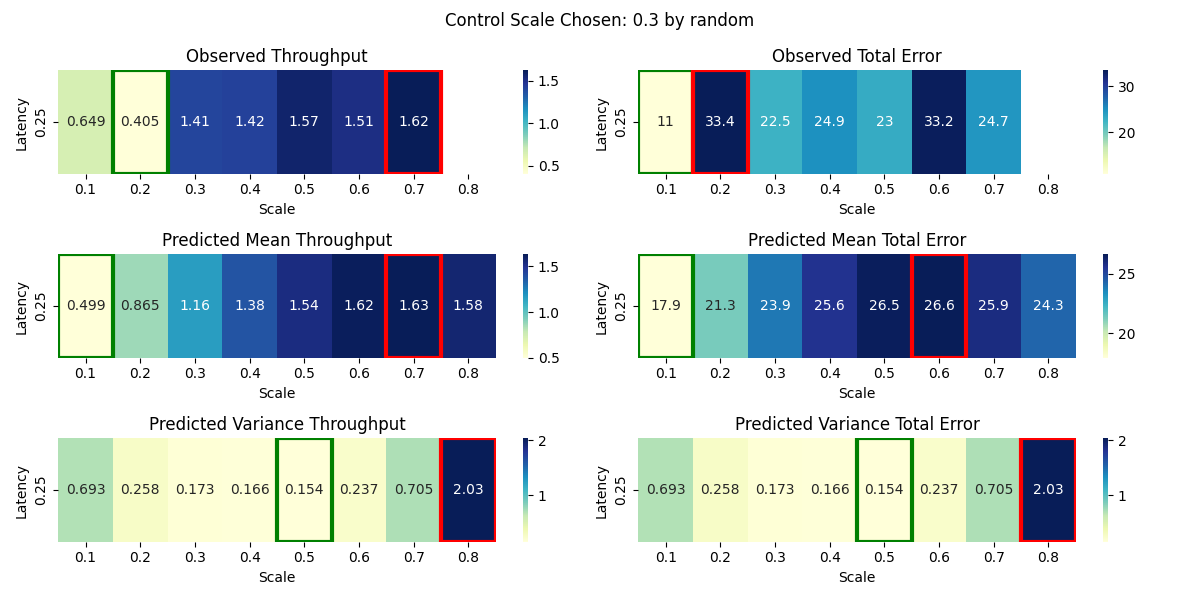 Control Scale Chosen: 0.3 by random
Observed Throughput
Latency
0.25
0.649 0.405 1.41 1.42 1.57 1.51 1.62
0.1 0.2 0.3 0.4 0.5 0.6 0.7 0.8
Scale
1.5
1.0
0.5
Observed Total Error
Latency
0.25
11 33.4 22.5 24.9 23 33.2 24.7
0.1 0.2 0.3 0.4 0.5 0.6 0.7 0.8
Scale
30
20
Predicted Mean Throughput
Latency
0.25
0.499 0.865 1.16 1.38 1.54 1.62 1.63 1.58
0.1 0.2 0.3 0.4 0.5 0.6 0.7 0.8
Scale
1.5
1.0
0.5
Predicted Mean Total Error
Latency
0.25
17.9 21.3 23.9 25.6 26.5 26.6 25.9 24.3
0.1 0.2 0.3 0.4 0.5 0.6 0.7 0.8
Scale
25
20
Predicted Variance Throughput
Latency
0.25
0.693 0.258 0.173 0.166 0.154 0.237 0.705 2.03
0.1 0.2 0.3 0.4 0.5 0.6 0.7 0.8
Scale
2
1
Predicted Variance Total Error
Latency
0.25
0.693 0.258 0.173 0.166 0.154 0.237 0.705 2.03
0.1 0.2 0.3 0.4 0.5 0.6 0.7 0.8
Scale
2
1